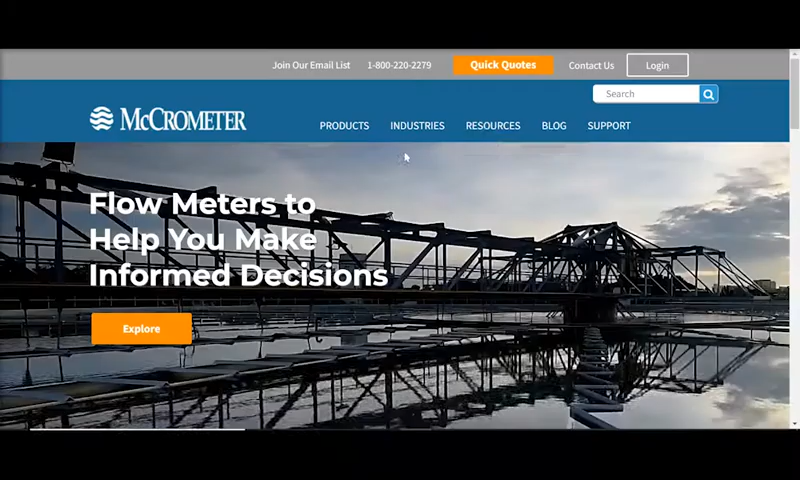 Join Our Email List 1-800-220-2279 Quick Quotes Contact Us Login
Search
McCROMETER
PRODUCTS INDUSTRIES RESOURCES BLOG SUPPORT
Flow Meters to
Help You Make
Informed Decisions
Explore